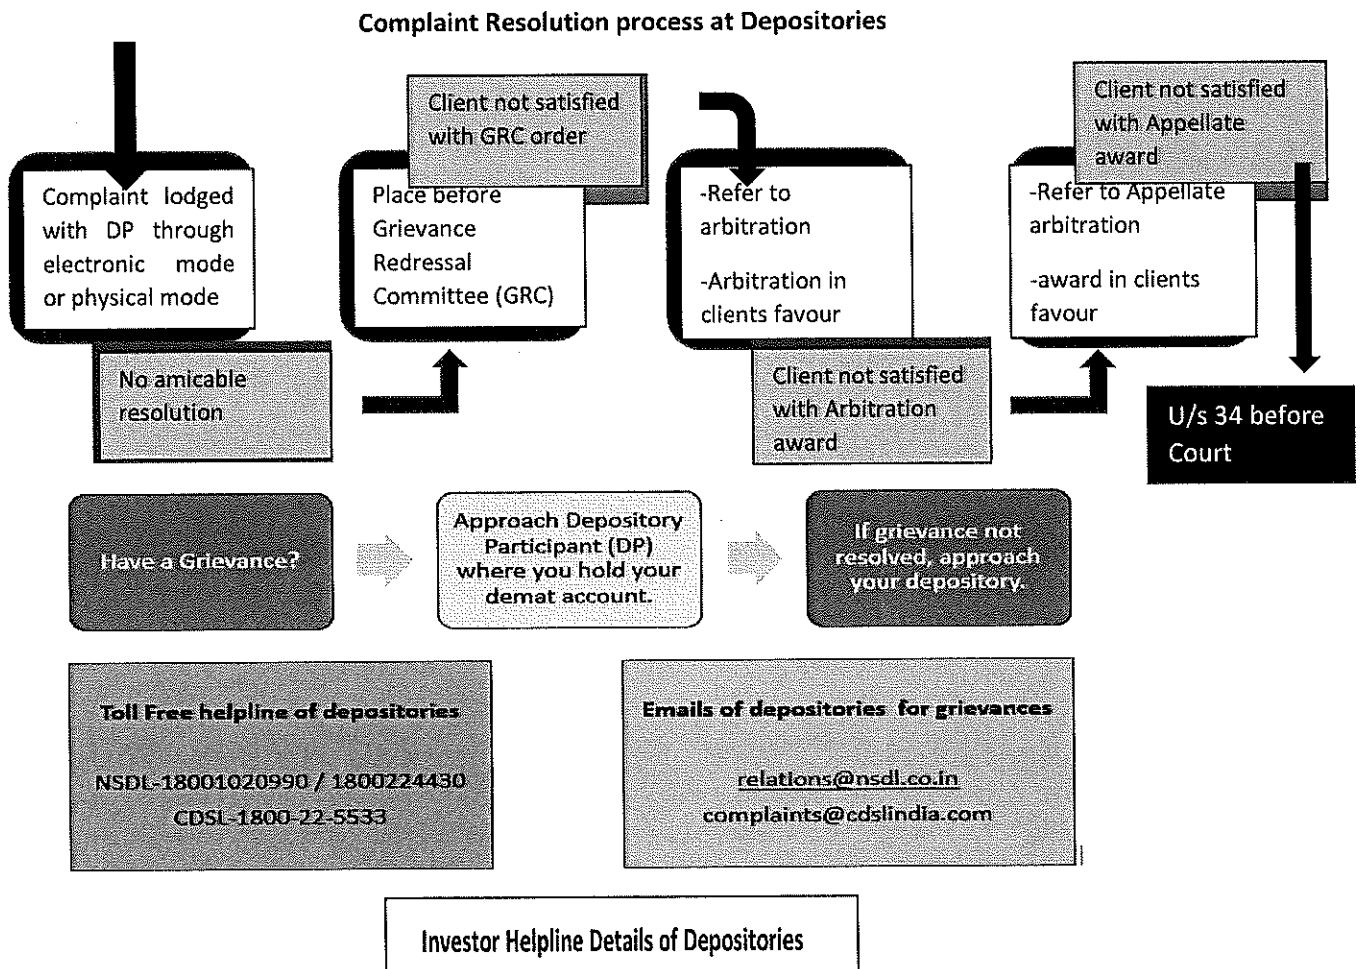 Complaint Resolution process at Depositories
Complaint lodged
with DP through
electronic mode
or physical mode
No amicable
resolution
Place before
Grievance
Redressal
Committee (GRC)
Client not satisfied
with GRC order
-Refer to
arbitration
-Arbitration in
clients favour
Client not satisfied
with Arbitration
award
-Refer to Appellate
arbitration
-award in clients
favour
Client not satisfied
with Appellate
award
U/s 34 before
Court
Have a Grievance?
Approach Depository
Participant (DP)
where you hold your
demat account.
If grievance not
resolved, approach
your depository.
Toll Free helpline of depositories
NSDL-18001020990 / 1800224430
CDSL-1800-22-5533
Emails of depositories for grievances
relations@nsdl.co.in
complaints@cdslindia.com
Investor Helpline Details of Depositories